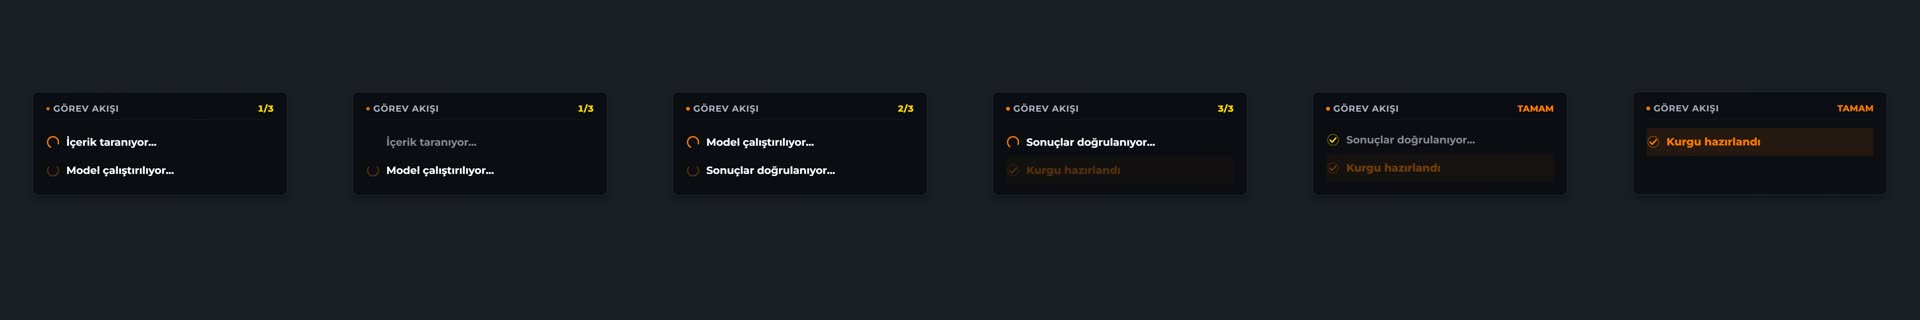 GÖREV AKIŞI 1/3
İçerik taranıyor...
Model çalıştırılıyor...
GÖREV AKIŞI 1/3
İçerik taranıyor...
Model çalıştırılıyor...
GÖREV AKIŞI 2/3
Model çalıştırılıyor...
Sonuçlar doğrulanıyor...
GÖREV AKIŞI 3/3
Sonuçlar doğrulanıyor...
Kurgu hazırlandı
GÖREV AKIŞI TAMAM
Sonuçlar doğrulanıyor...
Kurgu hazırlandı
GÖREV AKIŞI TAMAM
Kurgu hazırlandı